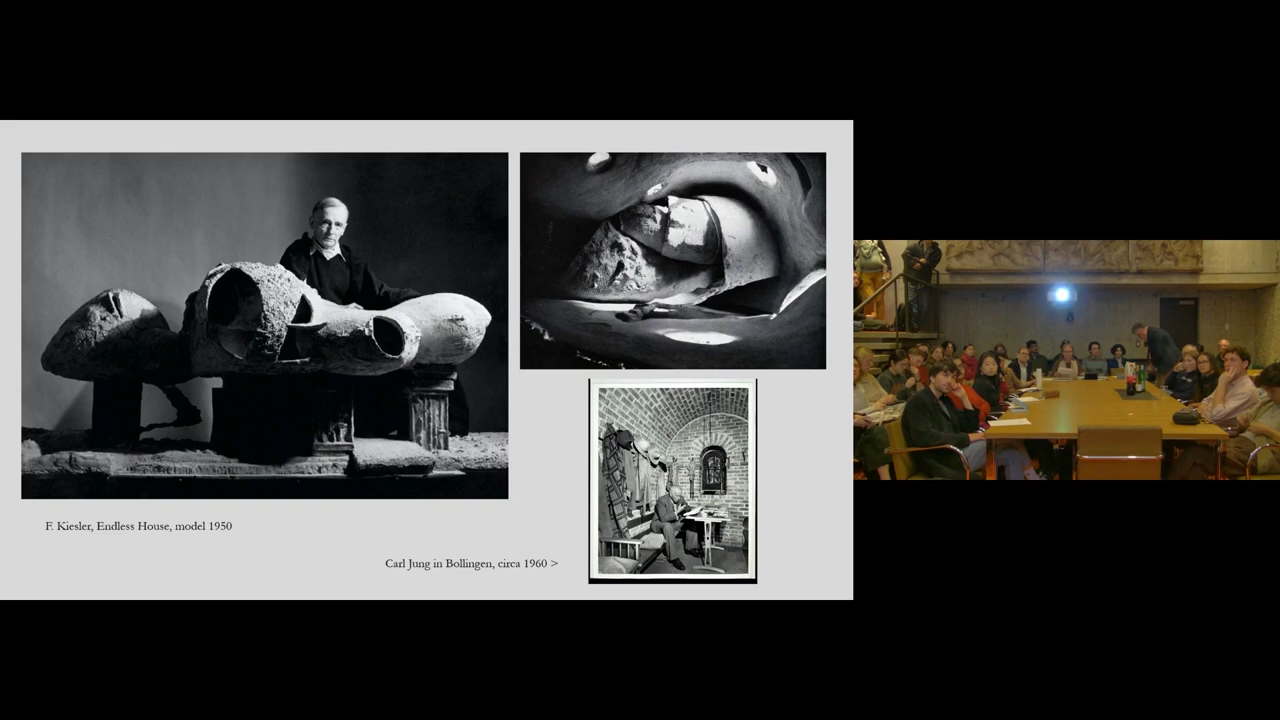 F. Kiesler, Endless House, model 1950
Carl Jung in Bollingen, circa 1960 >